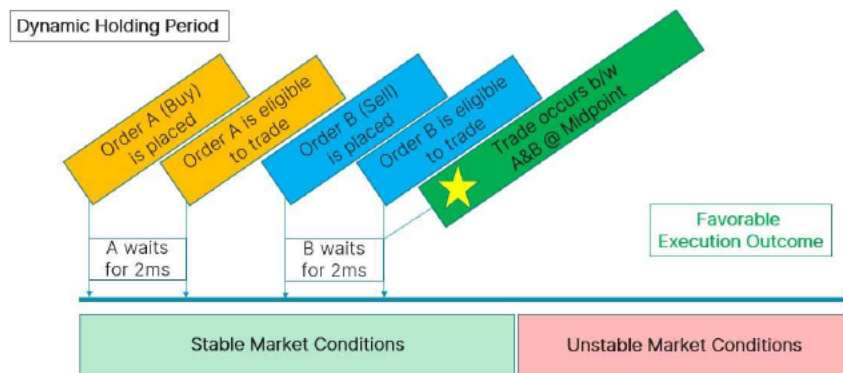 Dynamic Holding Period
Order A (Buy)
is placed
Order A is eligible
to trade
Order B (Sell)
is placed
Order B is eligible
to trade
Trade occurs b/w
A&B @ Midpoint
A waits
for 2ms
B waits
for 2ms
Favorable
Execution Outcome
Stable Market Conditions
Unstable Market Conditions